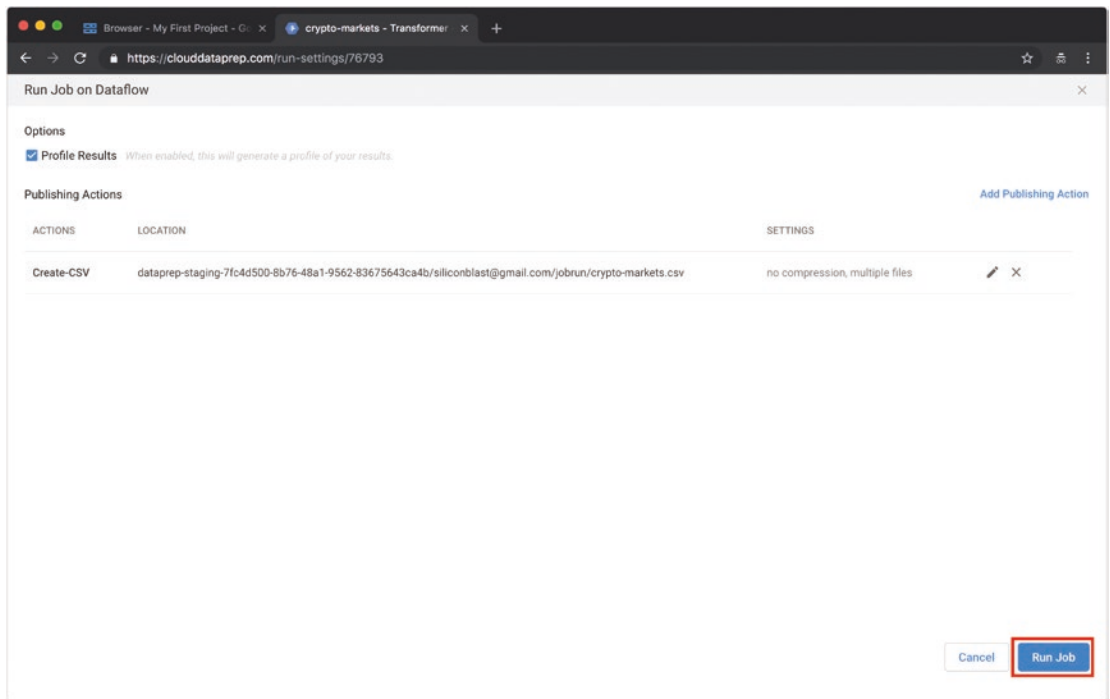 Browser - My First Project - Go
crypto-markets - Transformer
https://clouddataprep.com/run-settings/76793
Run Job on Dataflow
Options
Profile Results When enabled, this will generate a profile of your results.
Publishing Actions
Add Publishing Action
ACTIONS LOCATION SETTINGS
Create-CSV dataprep-staging-7fc4d500-8b76-48a1-9562-83675643ca4b/siliconblast@gmail.com/jobrun/crypto-markets.csv no compression, multiple files
Cancel Run Job